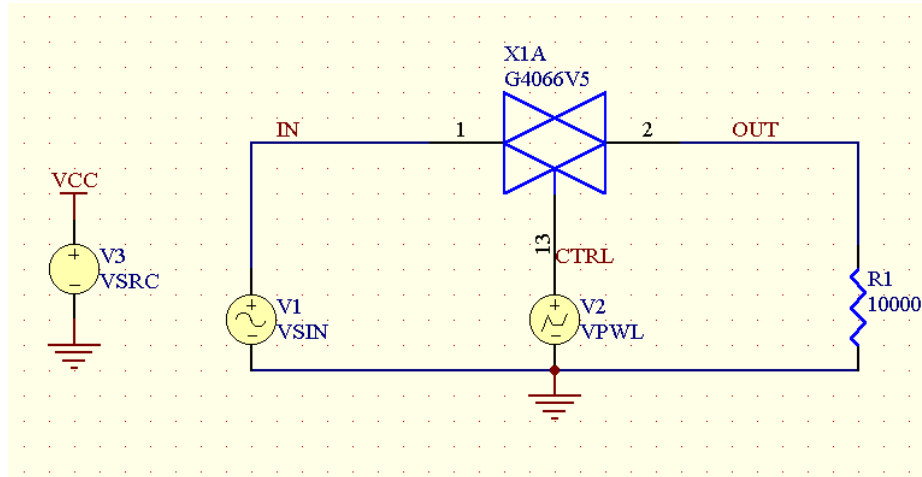 X1A
G4066V5
IN
1
2
OUT
VCC
13
CTRL
V3
VSRC
V1
VSIN
V2
VPWL
R1
10000